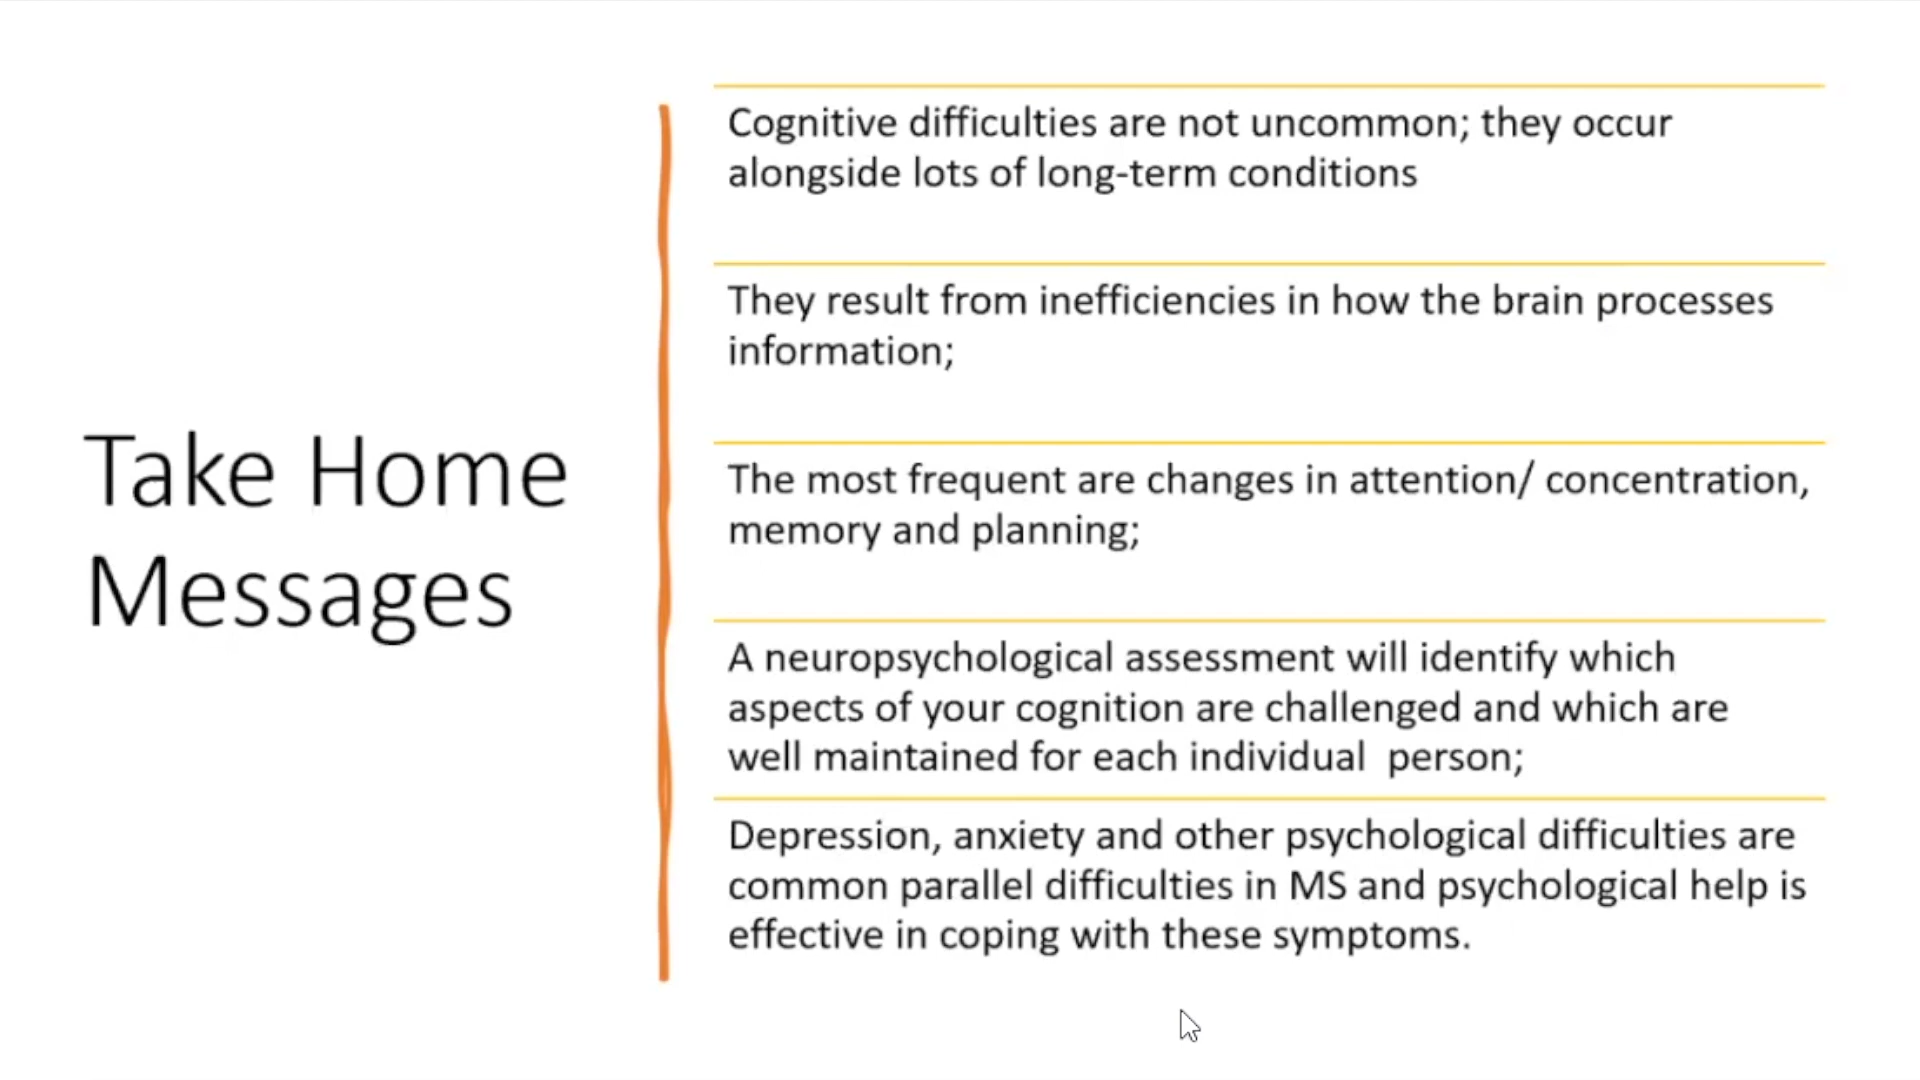 Take Home
Messages
Cognitive difficulties are not uncommon; they occur
alongside lots of long-term conditions
They result from inefficiencies in how the brain processes
information;
The most frequent are changes in attention/ concentration,
memory and planning;
A neuropsychological assessment will identify which
aspects of your cognition are challenged and which are
well maintained for each individual  person;
Depression, anxiety and other psychological difficulties are
common parallel difficulties in MS and psychological help is
effective in coping with these symptoms.